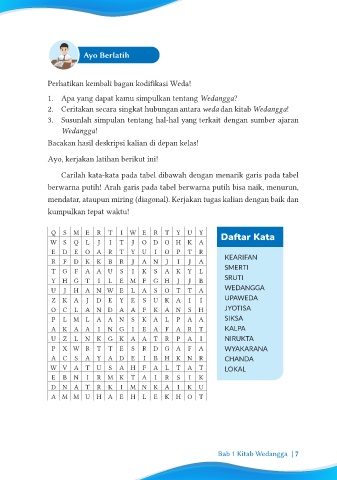 Ayo Berlatih
Perhatikan kembali bagan kodifikasi Weda!
1. Apa yang dapat kamu simpulkan tentang Wedangga?
2. Ceritakan secara singkat hubungan antara weda dan kitab Wedangga!
3. Susunlah simpulan tentang hal-hal yang terkait dengan sumber ajaran
Wedangga!
Bacakan hasil deskripsi kalian di depan kelas!
Ayo, kerjakan latihan berikut ini!
Carilah kata-kata pada tabel dibawah dengan menarik garis pada tabel
berwarna putih! Arah garis pada tabel berwarna putih bisa naik, menurun,
mendatar, ataupun miring (diagonal). Kerjakan tugas kalian dengan baik dan
kumpulkan tepat waktu!
Q S M E R T I W E R T Y U Y
W S Q L J I T J O D O H K A
E D E O A R T Y U I O P T R
R F D K K B R J A N J I J A
T G F A A U S I K S A K Y L
Y H G T I L E M F G H J J B
U J H A N W E L A S O T T A
Z K A J D K Y E S U K A I I
O C L A N D A A P K A N S H
P L M L A A N S K A L P A A
A K A A I N G I E A F A R T
U Z L N K G K A A T R P A I
P X W B T T E S R D G A F A
A C S A Y A D E I B H K N R
W V A T U S A H F A L T A T
E B N I R M K T A I R S I K
D N A T R K I M N K A I K U
A M M U H A E H L E K H O T
Daftar Kata
KEARIFAN
SMERTI
SRUTI
WEDANGGA
UPAWEDA
JYOTISA
SIKSA
KALPA
NIRUKTA
WYAKARANA
CHANDA
LOKAL
Bab 1 Kitab Wedangga | 7